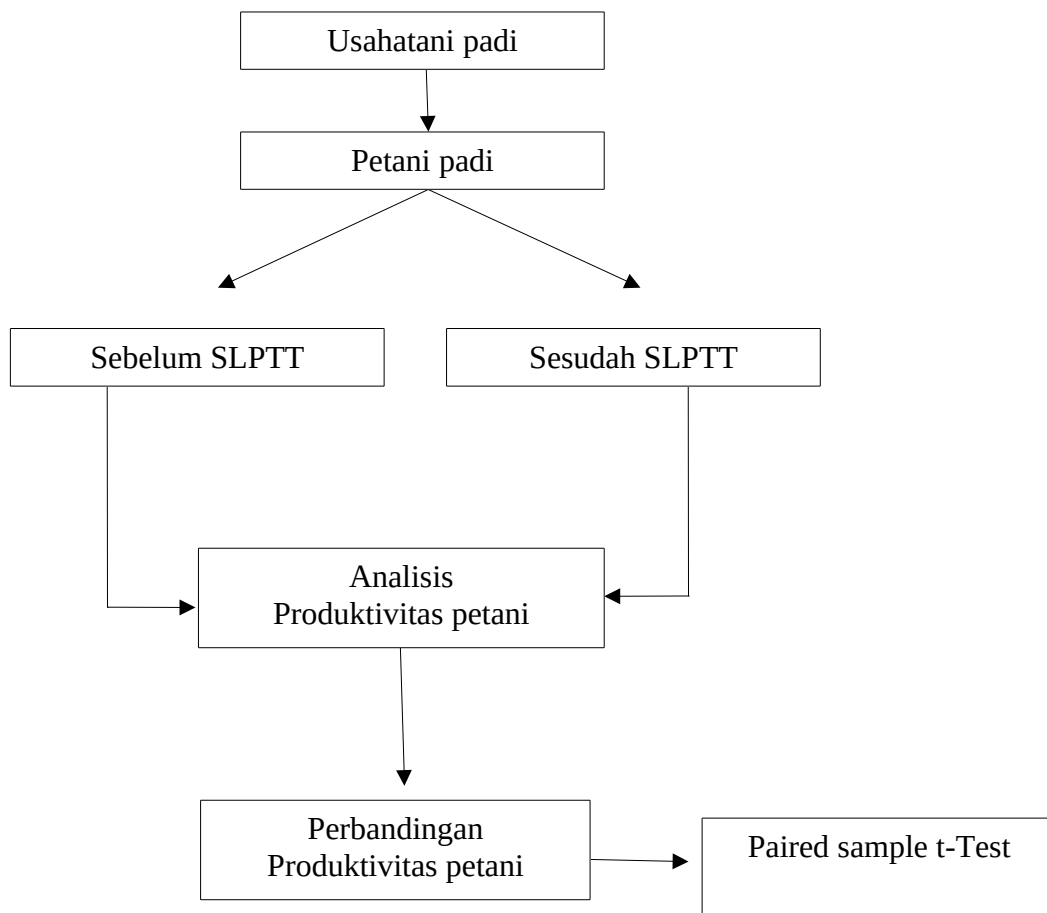 Usahatani padi
Petani padi
Sebelum SLPTT
Sesudah SLPTT
Analisis
Produktivitas petani
Perbandingan
Produktivitas petani
Paired sample t-Test